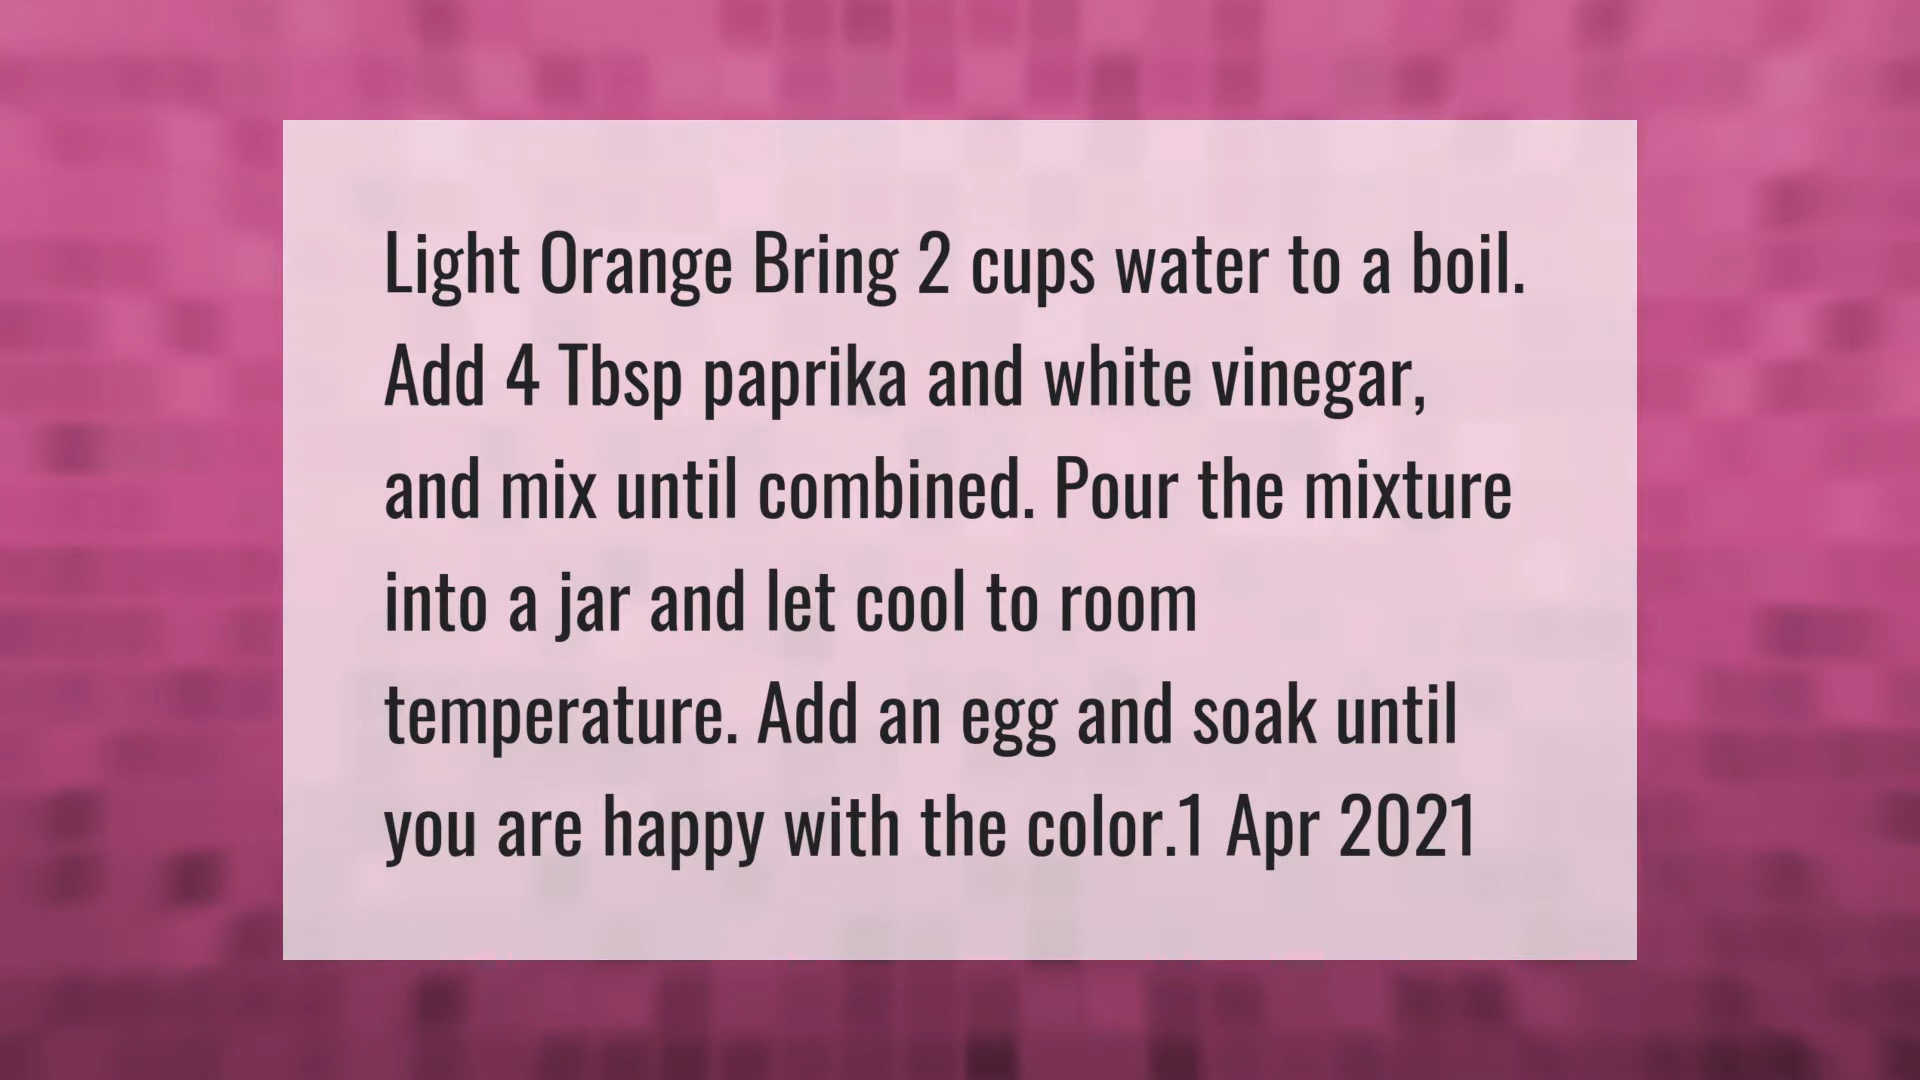 Light Orange Bring 2 cups water to a boil.
Add 4 Tbsp paprika and white vinegar,
and mix until combined. Pour the mixture
into a jar and let cool to room
temperature. Add an egg and soak until
you are happy with the color.1 Apr 2021